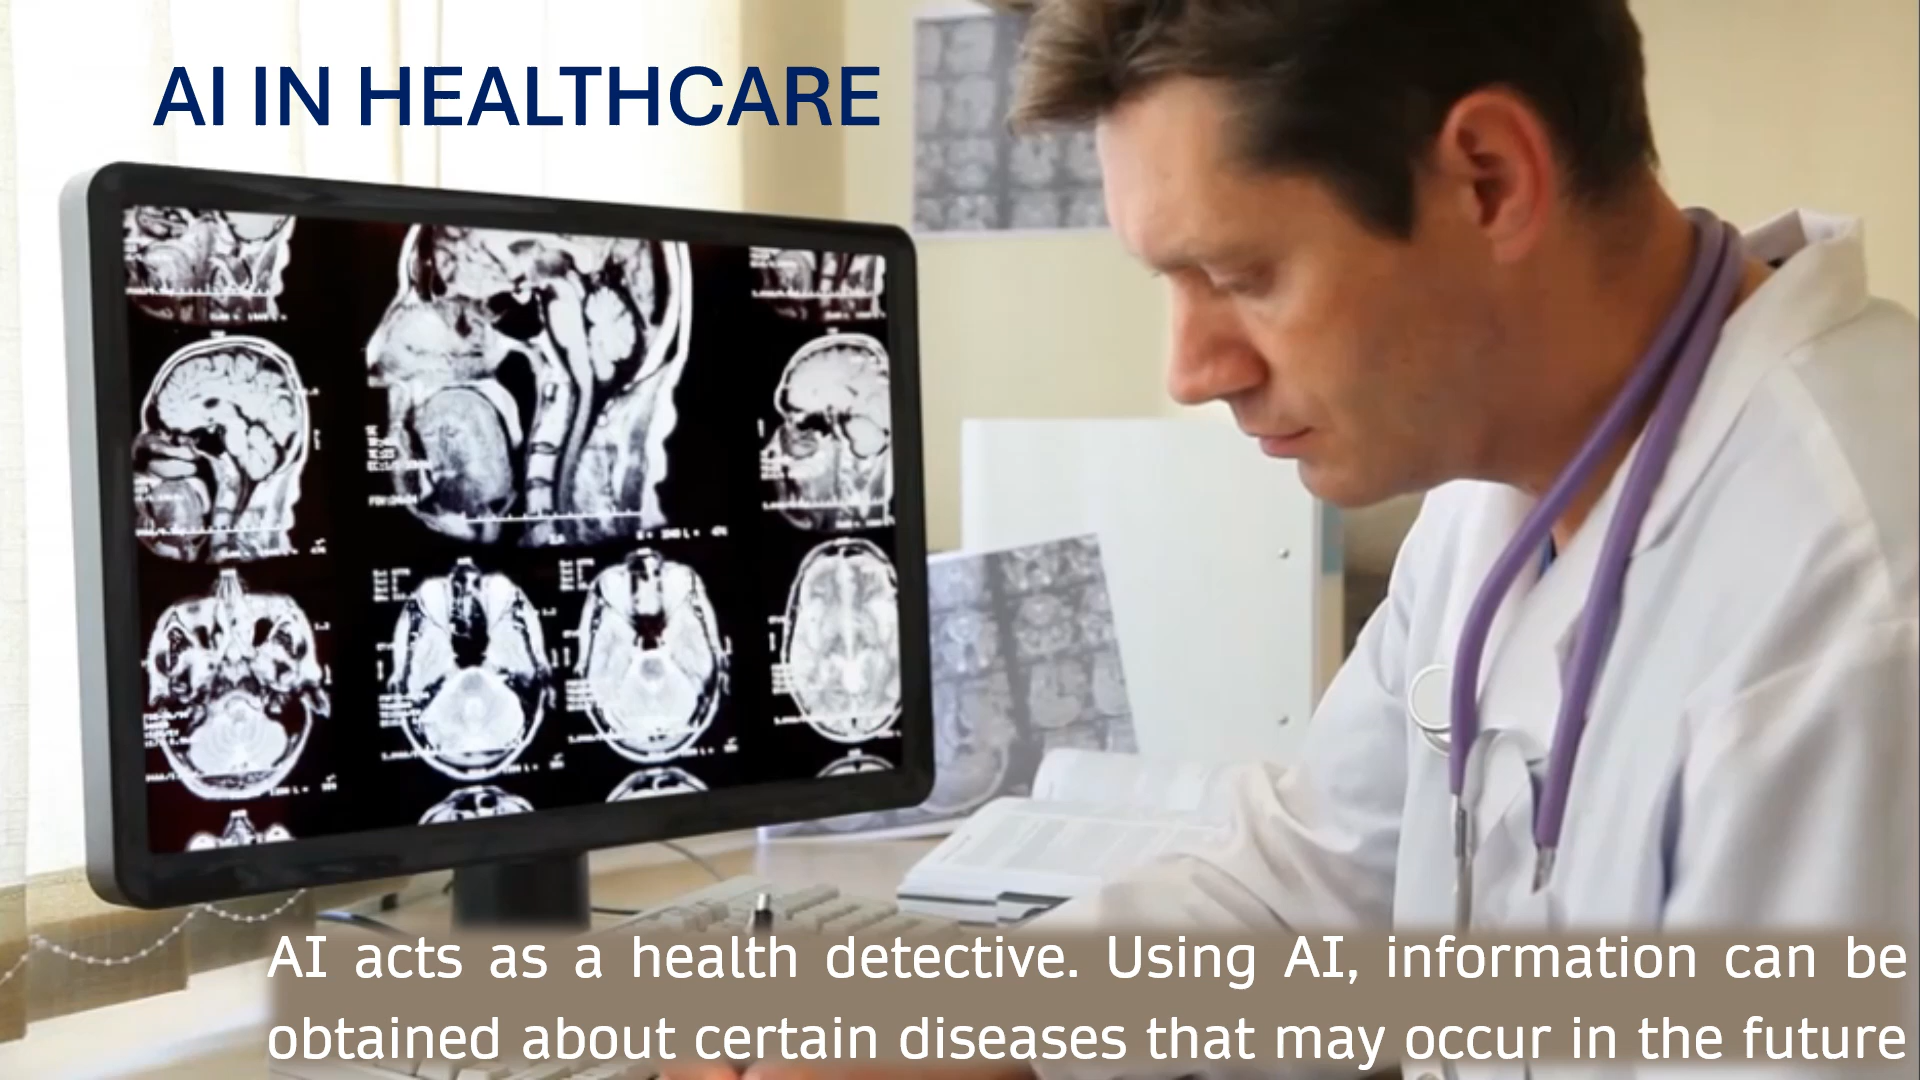 AI IN HEALTHCARE
AI acts as a health detective. Using AI, information can be
obtained about certain diseases that may occur in the future